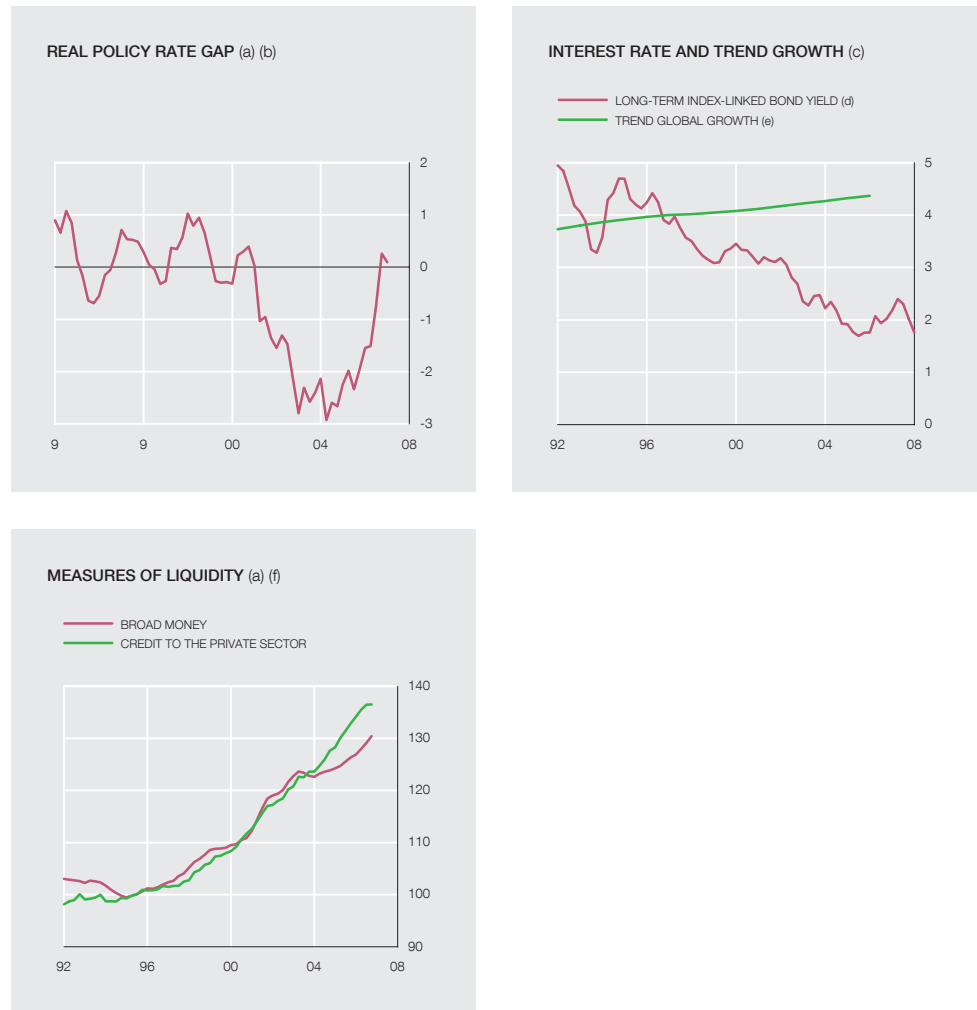 REAL POLICY RATE GAP (a) (b)
2
1
0
-1
-2
-3
9 9 00 04 08
INTEREST RATE AND TREND GROWTH (c)
LONG-TERM INDEX-LINKED BOND YIELD (d)
TREND GLOBAL GROWTH (e)
5
4
3
2
1
0
92 96 00 04 08
MEASURES OF LIQUIDITY (a) (f)
BROAD MONEY
CREDIT TO THE PRIVATE SECTOR
140
130
120
110
100
90
92 96 00 04 08